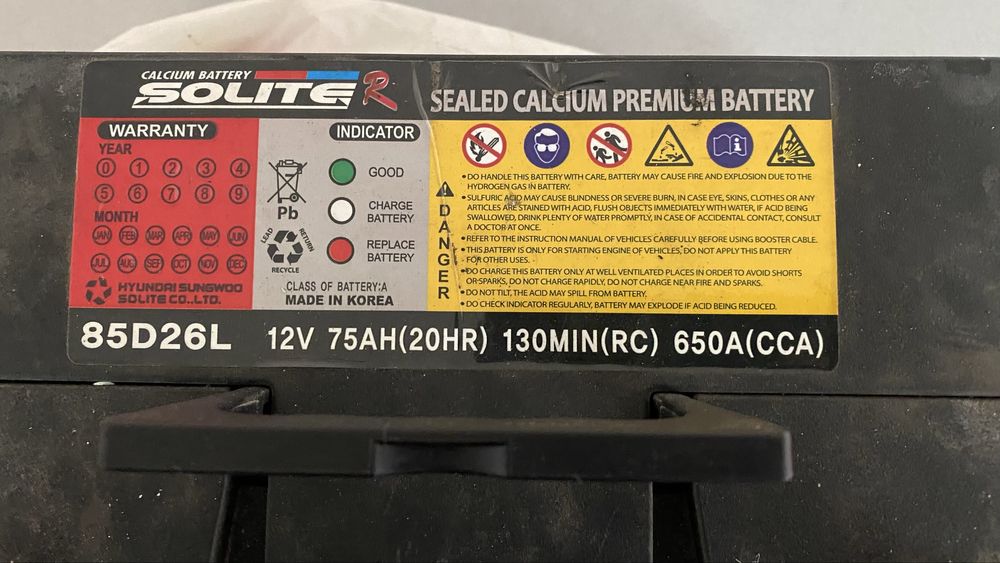 CALCIUM BATTERY
SOLITE R
SEALED CALCIUM PREMIUM BATTERY
WARRANTY
YEAR
0 1 2 3 4
5 6 7 8 9
MONTH
JAN FEB MAR APR MAY JUN
JUL AUG SEP OCT NOV DEC
HYUNDAI SUNGWOO
SOLITE CO.,LTD.
INDICATOR
Pb
GOOD
CHARGE
BATTERY
REPLACE
BATTERY
LEAD RETURN
RECYCLE
CLASS OF BATTERY:A
MADE IN KOREA
DANGER
• DO HANDLE THIS BATTERY WITH CARE, BATTERY MAY CAUSE FIRE AND EXPLOSION DUE TO THE
HYDROGEN GAS IN BATTERY.
• SULFURIC ACID MAY CAUSE BLINDNESS OR SEVERE BURN, IN CASE EYE, SKINS, CLOTHES OR ANY
ARTICLES ARE STAINED WITH ACID, FLUSH OBJECTS IMMEDIATELY WITH WATER, IF ACID BEING
SWALLOWED, DRINK PLENTY OF WATER PROMPTLY, IN CASE OF ACCIDENTAL CONTACT, CONSULT
A DOCTOR AT ONCE.
• REFER TO THE INSTRUCTION MANUAL OF VEHICLES CAREFULLY BEFORE USING BOOSTER CABLE.
• THIS BATTERY IS ONLY FOR STARTING ENGINE OF VEHICLES, DO NOT APPLY THIS BATTERY
FOR OTHER USES.
• DO CHARGE THIS BATTERY ONLY AT WELL VENTILATED PLACES IN ORDER TO AVOID SHORTS
OR SPARKS, DO NOT CHARGE RAPIDLY, DO NOT CHARGE NEAR FIRE AND SPARKS.
• DO NOT TILT, THE ACID MAY SPILL FROM BATTERY.
• DO CHECK INDICATOR REGULARLY, BATTERY MAY EXPLODE IF ACID BEING REDUCED.
85D26L 12V 75AH(20HR) 130MIN(RC) 650A(CCA)